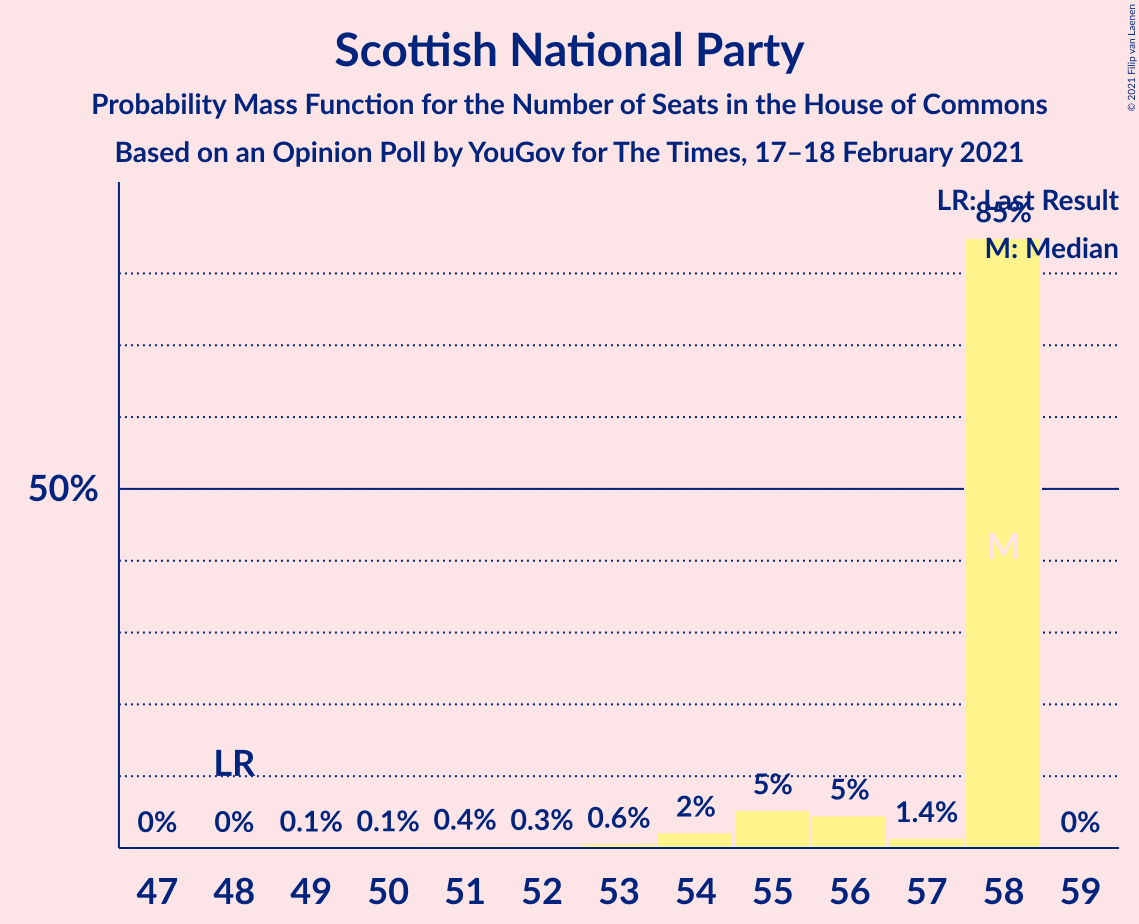 Scottish National Party
Probability Mass Function for the Number of Seats in the House of Commons
Based on an Opinion Poll by YouGov for The Times, 17–18 February 2021
© 2021 Filip van Laenen
LR: Last Result
85%
M: Median
50%
M
LR
0% 0% 0.1% 0.1% 0.4% 0.3% 0.6% 2% 5% 5% 1.4% 0%
47 48 49 50 51 52 53 54 55 56 57 58 59